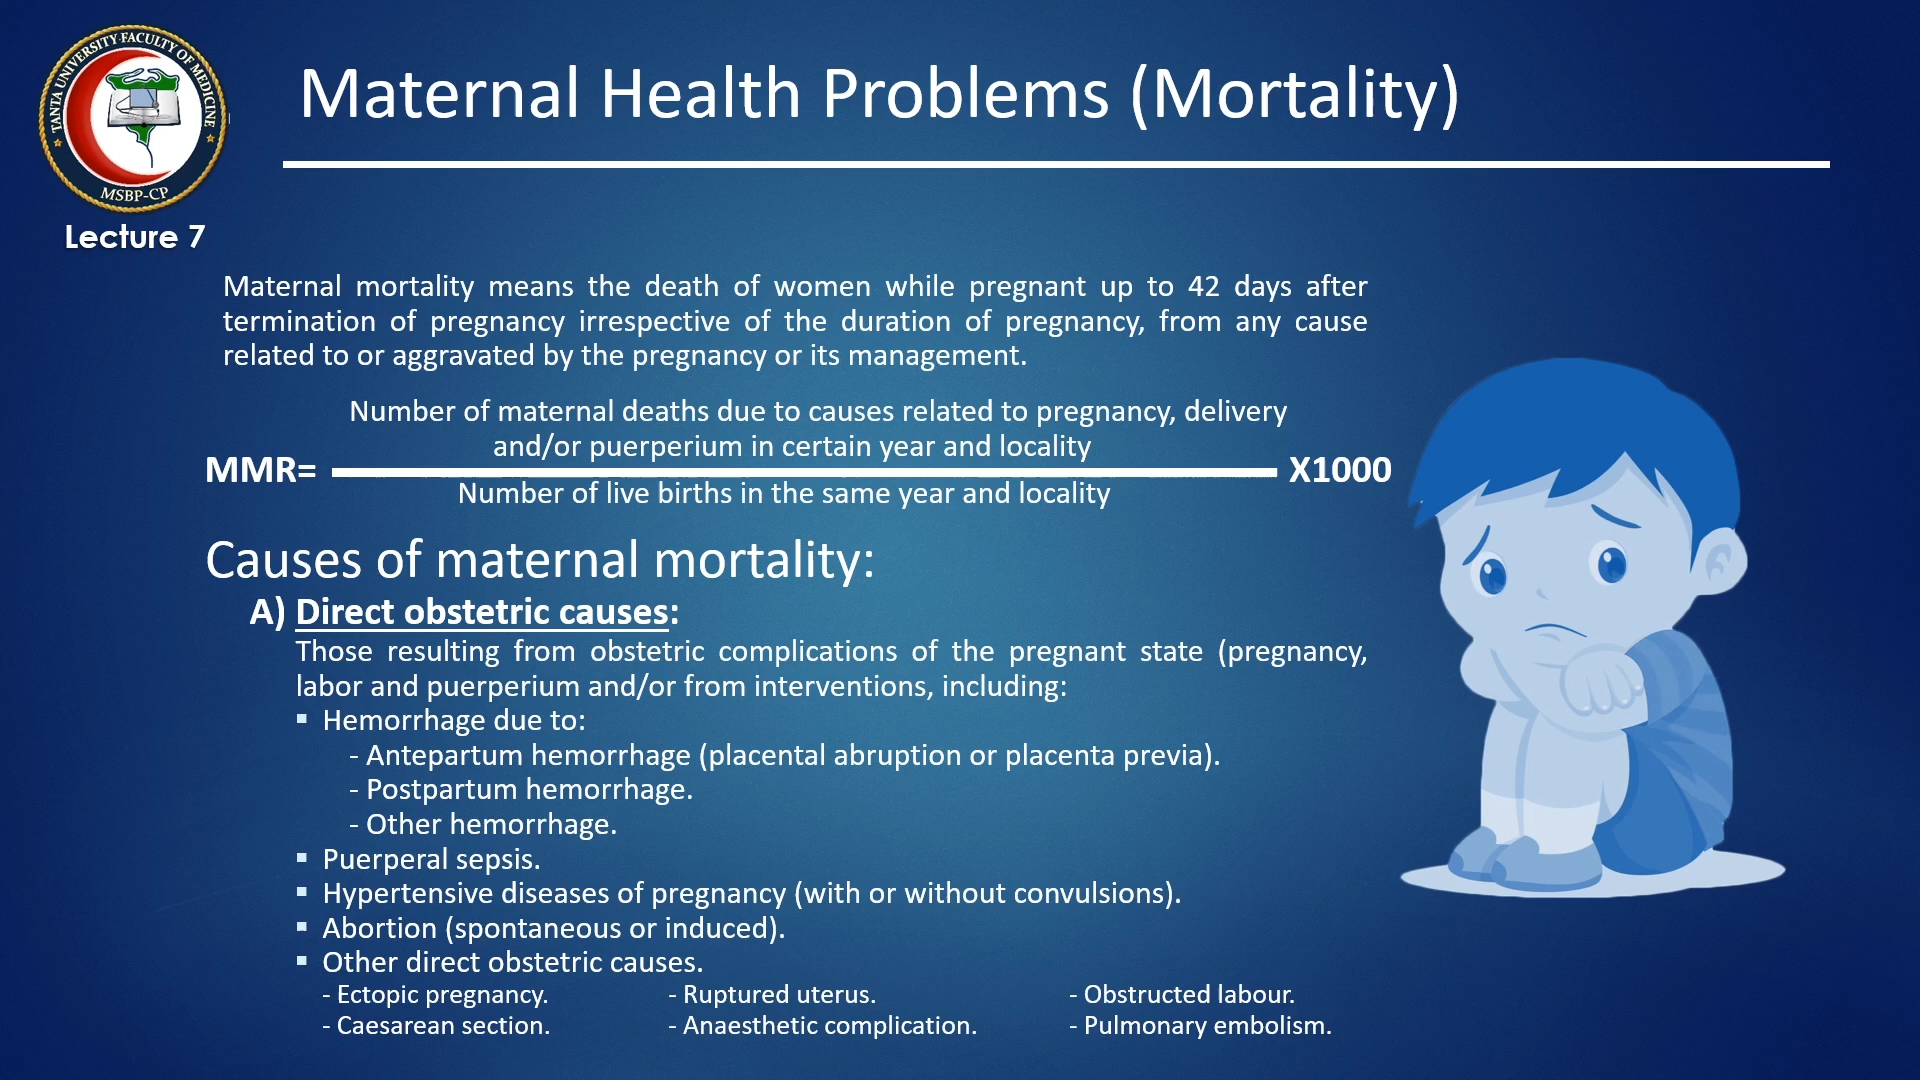 TANTA UNIVERSITY FACULTY OF MEDICINE
MSBP-CP
Lecture 7
Maternal Health Problems (Mortality)
Maternal mortality means the death of women while pregnant up to 42 days after
termination of pregnancy irrespective of the duration of pregnancy, from any cause
related to or aggravated by the pregnancy or its management.
Number of maternal deaths due to causes related to pregnancy, delivery
and/or puerperium in certain year and locality
MMR= X1000
Number of live births in the same year and locality
Causes of maternal mortality:
A) Direct obstetric causes:
Those resulting from obstetric complications of the pregnant state (pregnancy,
labor and puerperium and/or from interventions, including:
▪ Hemorrhage due to:
- Antepartum hemorrhage (placental abruption or placenta previa).
- Postpartum hemorrhage.
- Other hemorrhage.
▪ Puerperal sepsis.
▪ Hypertensive diseases of pregnancy (with or without convulsions).
▪ Abortion (spontaneous or induced).
▪ Other direct obstetric causes.
- Ectopic pregnancy. - Ruptured uterus. - Obstructed labour.
- Caesarean section. - Anaesthetic complication. - Pulmonary embolism.